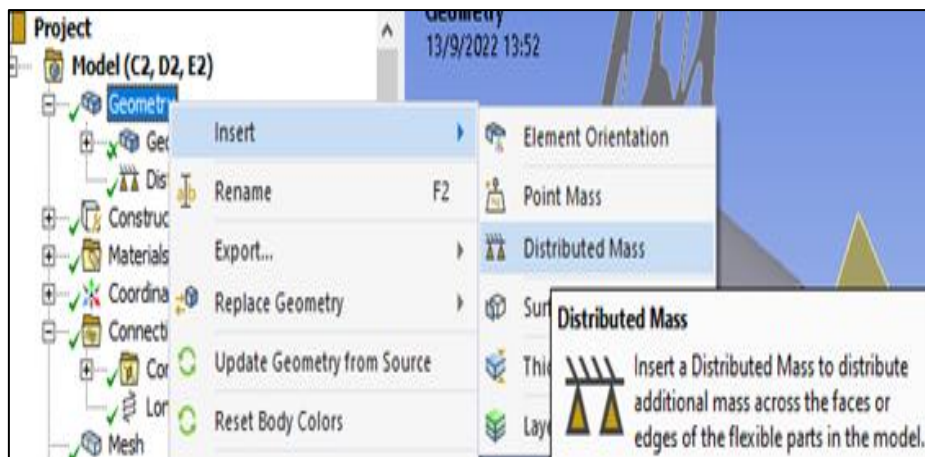 Project
Geometry
13/9/2022 13:52
Model (C2, D2, E2)
Geometry
Insert
Element Orientation
Rename F2
Point Mass
Export...
Distributed Mass
Replace Geometry
Distributed Mass
Update Geometry from Source
Insert a Distributed Mass to distribute
additional mass across the faces or
edges of the flexible parts in the model.
Reset Body Colors
Materials
Mesh